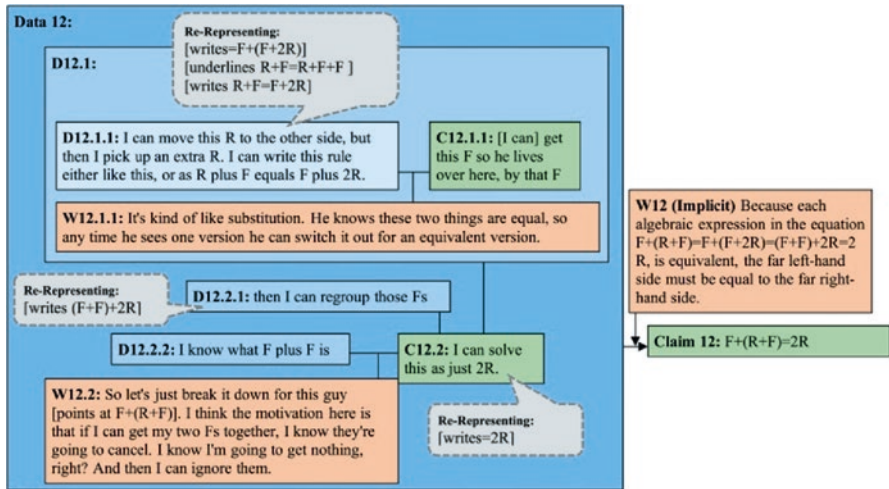 Data 12:
Re-Representing:
[writes=F+(F+2R)]
[underlines R+F=R+F+F ]
[writes R+F=F+2R]
D12.1:
D12.1.1: I can move this R to the other side, but
then I pick up an extra R. I can write this rule
either like this, or as R plus F equals F plus 2R.
C12.1.1: [I can] get
this F so he lives
over here, by that F
W12.1.1: It's kind of like substitution. He knows these two things are equal, so
any time he sees one version he can switch it out for an equivalent version.
W12 (Implicit) Because each
algebraic expression in the equation
F+(R+F)=F+(F+2R)=(F+F)+2R=2
R, is equivalent, the far left-hand
side must be equal to the far right-
hand side.
Re-Representing:
[writes (F+F)+2R]
D12.2.1: then I can regroup those Fs
D12.2.2: I know what F plus F is
C12.2: I can solve
this as just 2R.
Claim 12: F+(R+F)=2R
W12.2: So let's just break it down for this guy
[points at F+(R+F)]. I think the motivation here is
that if I can get my two Fs together, I know they're
going to cancel. I know I'm going to get nothing,
right? And then I can ignore them.
Re-Representing:
[writes=2R]